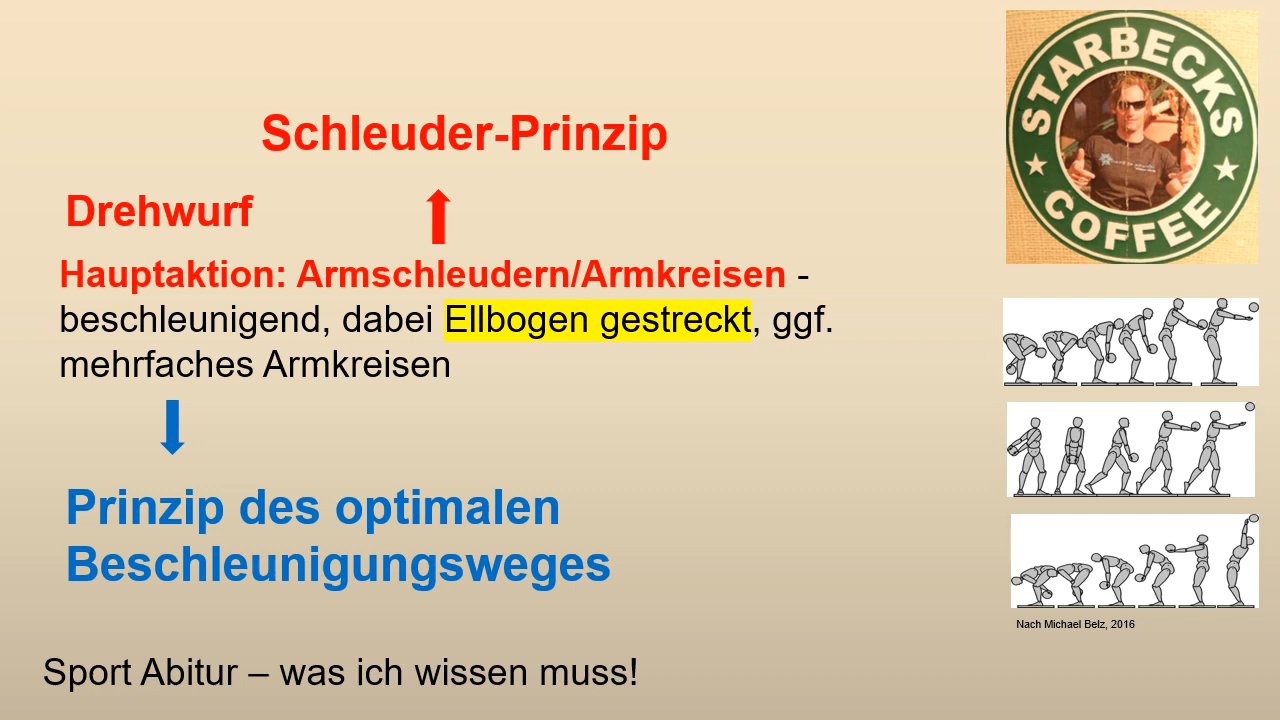 STARBECKS
COFFEE
Schleuder-Prinzip
Drehwurf
Hauptaktion: Armschleudern/Armkreisen -
beschleunigend, dabei Ellbogen gestreckt, ggf.
mehrfaches Armkreisen
Prinzip des optimalen
Beschleunigungsweges
Nach Michael Belz, 2016
Sport Abitur – was ich wissen muss!